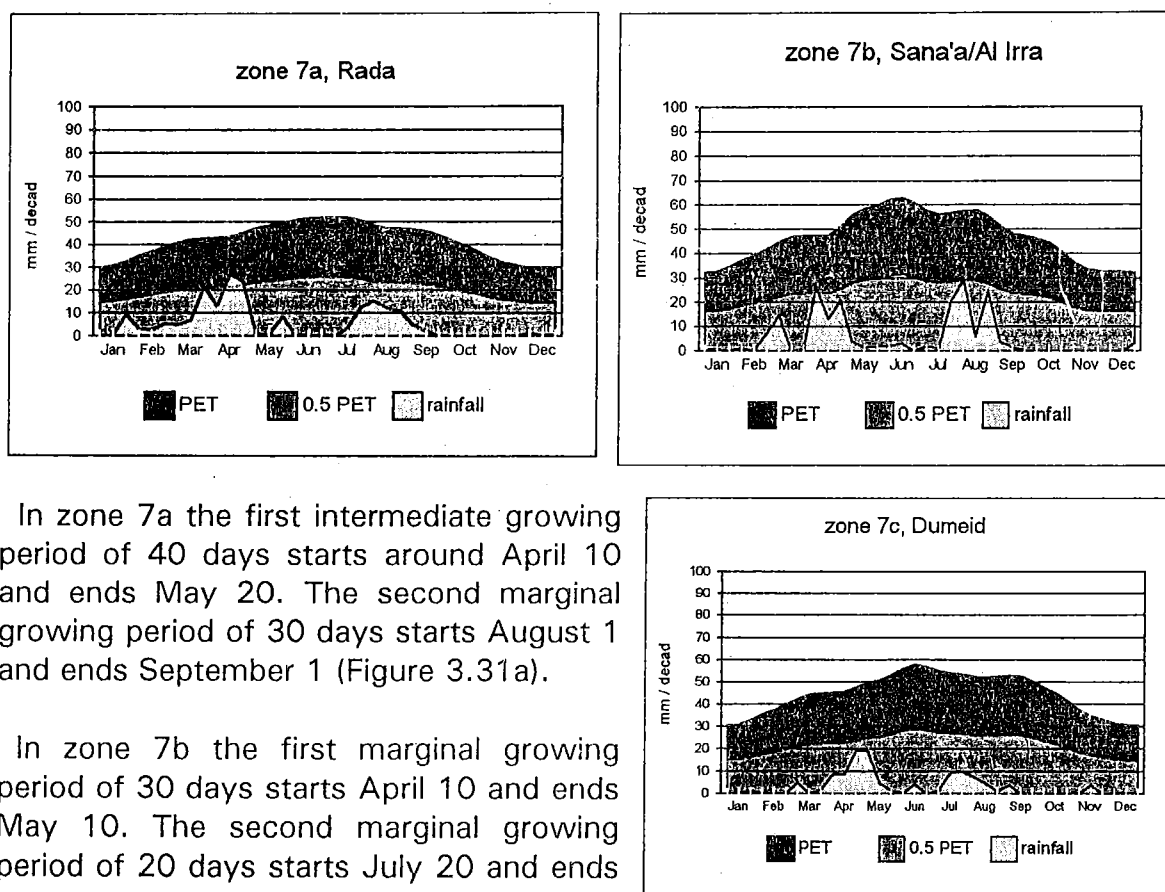 zone 7a, Rada
100
90
80
70
60
50
40
30
20
10
0
mm / decad
Jan Feb Mar Apr May Jun Jul Aug Sep Oct Nov Dec
PET 0.5 PET rainfall
zone 7b, Sana'a/Al Irra
100
90
80
70
60
50
40
30
20
10
0
mm / decad
Jan Feb Mar Apr May Jun Jul Aug Sep Oct Nov Dec
PET 0.5 PET rainfall
In zone 7a the first intermediate growing
period of 40 days starts around April 10
and ends May 20. The second marginal
growing period of 30 days starts August 1
and ends September 1 (Figure 3.31a).
In zone 7b the first marginal growing
period of 30 days starts April 10 and ends
May 10. The second marginal growing
period of 20 days starts July 20 and ends
zone 7c, Dumeid
100
90
80
70
60
50
40
30
20
10
0
mm / decad
Jan Feb Mar Apr May Jun Jul Aug Sep Oct Nov Dec
PET 0.5 PET rainfall